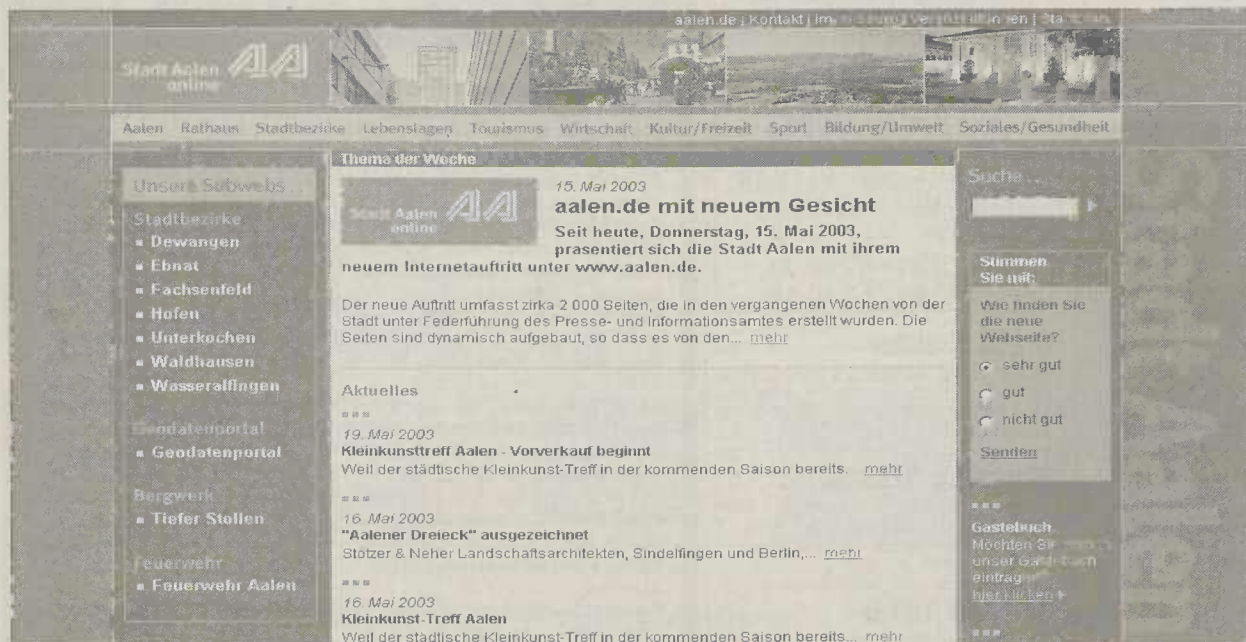 aalen.de | Kontakt |
Stadt Aalen
online
Aalen Rathaus Stadtbezirke Lebenslagen Tourismus Wirtschaft Kultur/Freizeit Sport Bildung/Umwelt Soziales/Gesundheit
Unsere Subwebs...
Stadtbezirke
Dewangen
Ebnat
Fachsenfeld
Hofen
Unterkochen
Waldhausen
Wasseralfingen
Geodatenportal
Geodatenportal
Bergwerk
Tiefer Stollen
Feuerwehr
Feuerwehr Aalen
Thema der Woche
Stadt Aalen
online
15. Mai 2003
aalen.de mit neuem Gesicht
Seit heute, Donnerstag, 15. Mai 2003,
prasentiert sich die Stadt Aalen mit ihrem
neuem Internetauftritt unter www.aalen.de.
Der neue Auftritt umfasst zirka 2 000 Seiten, die in den vergangenen Wochen von der
Stadt unter Federführung des Presse- und Informationsamtes erstellt wurden. Die
Seiten sind dynamisch aufgebaut, so dass es von den... mehr
Aktuelles
19. Mai 2003
Kleinkunsttreff Aalen - Vorverkauf beginnt
Weil der städtische Kleinkunst-Treff in der kommenden Saison bereits. mehr
16. Mai 2003
"Aalener Dreieck" ausgezeichnet
Stötzer & Neher Landschaftsarchitekten, Sindelfingen und Berlin,... mehr
16. Mai 2003
Kleinkunst-Treff Aalen
Weil der städtische Kleinkunst-Treff in der kommenden Saison bereits... mehr
Suche...
Stimmen
Sie mit:
Wie finden Sie
die neue
Webseite?
sehr gut
gut
nicht gut
Senden
Gästebuch
Möchten Sie
unser Gästebuch
eintrag
hier klicken